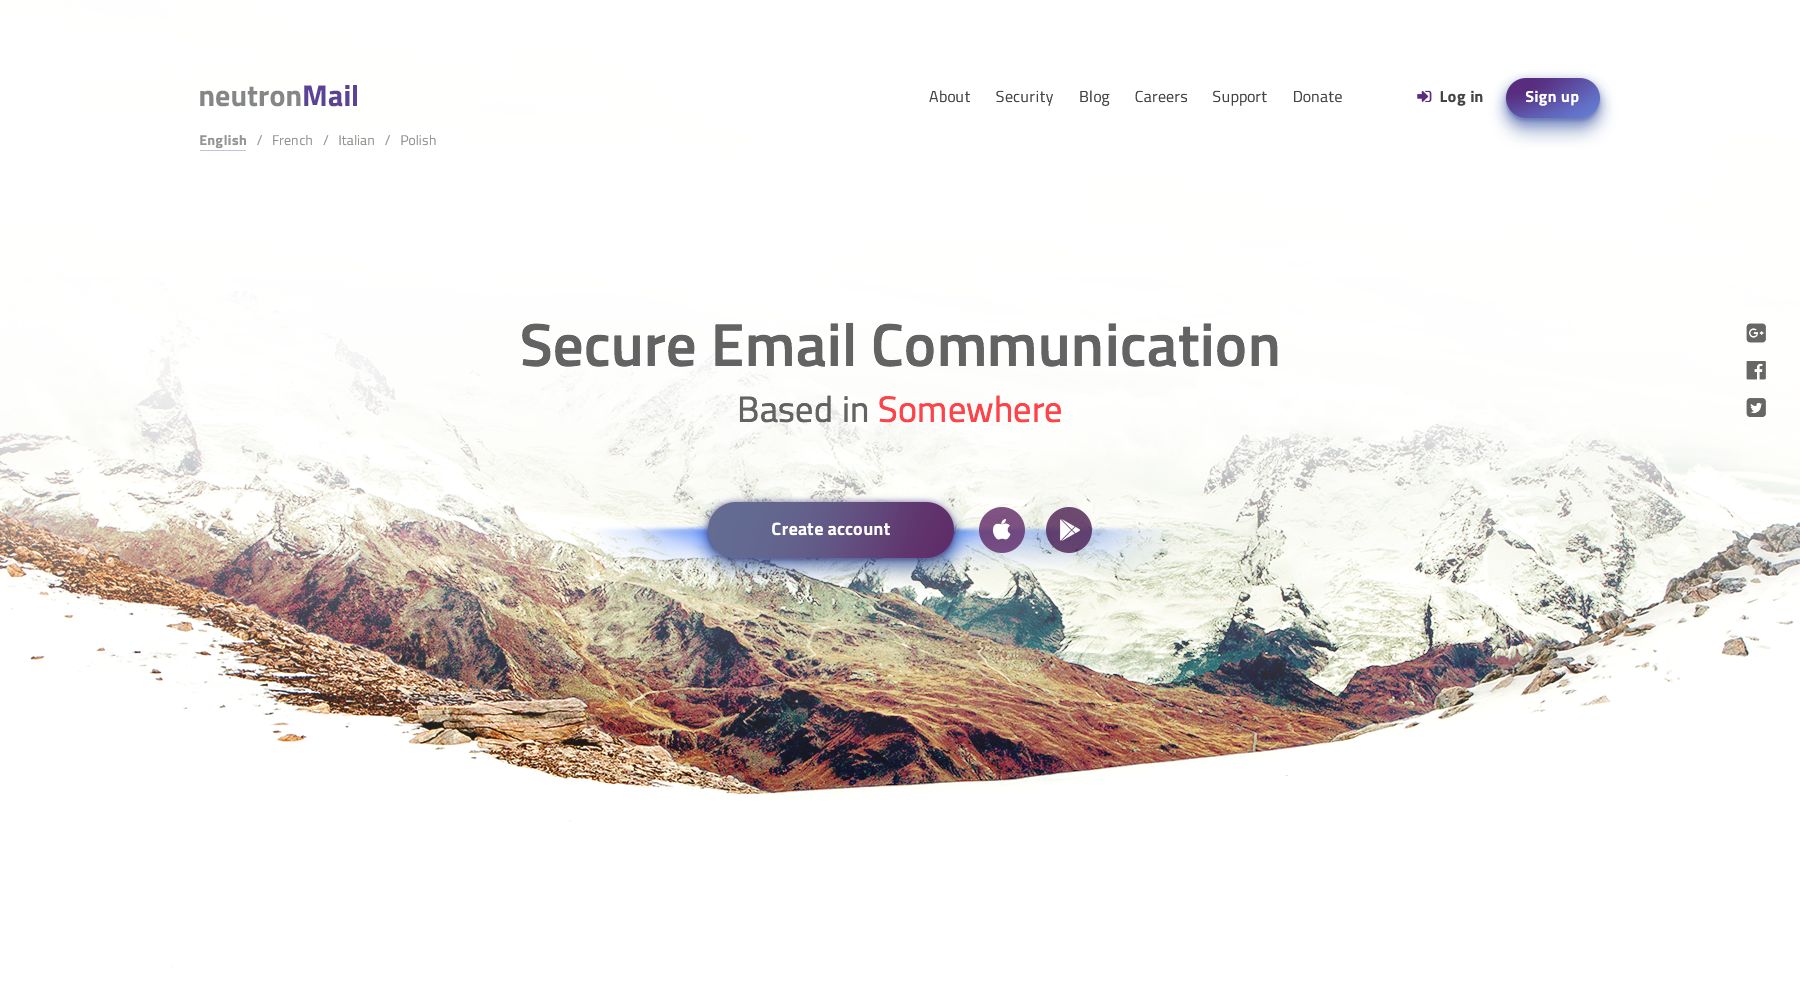 neutronMail
About Security Blog Careers Support Donate Log in Sign up
English / French / Italian / Polish
Secure Email Communication
Based in Somewhere
Create account